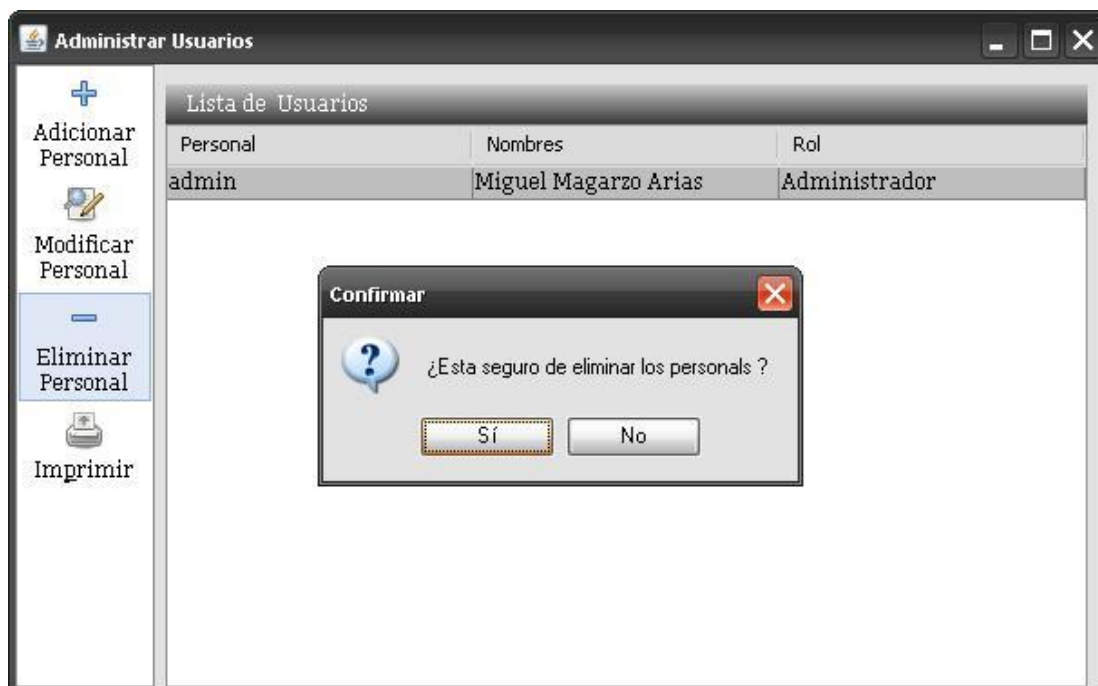 Administrar Usuarios
Adicionar
Personal
Modificar
Personal
Eliminar
Personal
Imprimir
Lista de Usuarios
Personal Nombres Rol
admin Miguel Magarzo Arias Administrador
Confirmar
¿Esta seguro de eliminar los personals ?
Sí No